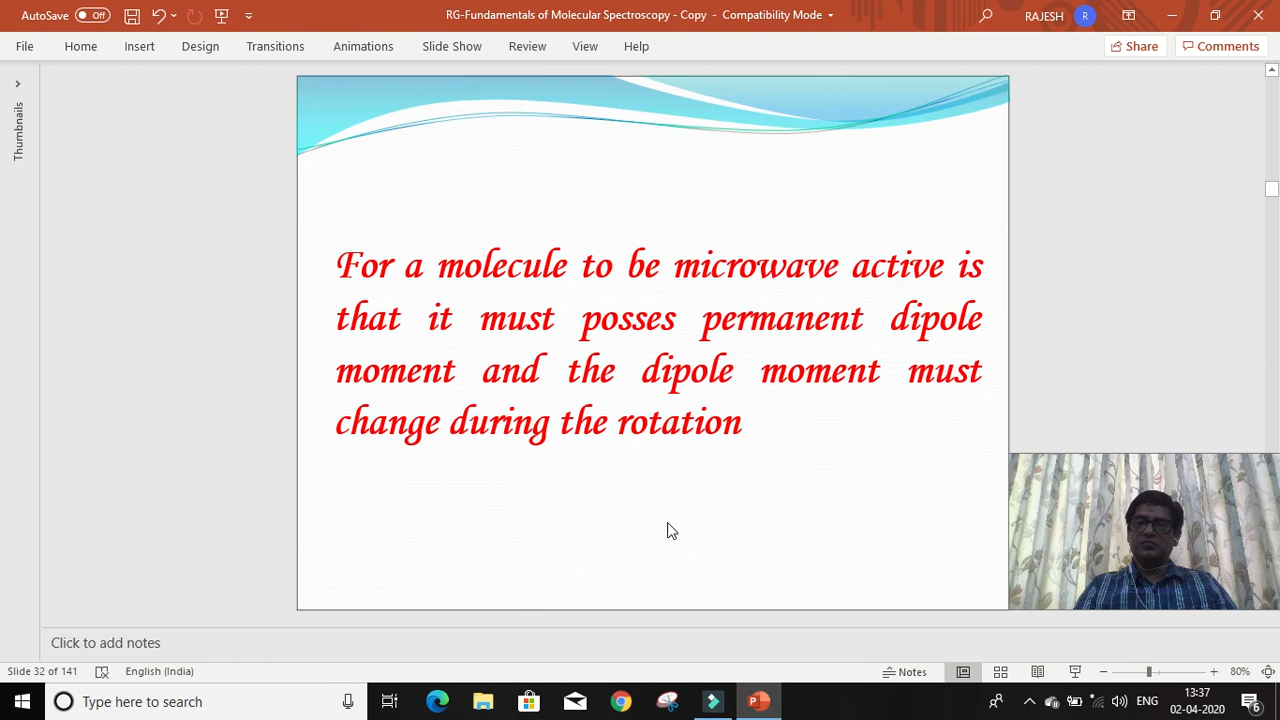 AutoSave Off RG-Fundamentals of Molecular Spectroscopy - Copy - Compatibility Mode RAJESH R
File Home Insert Design Transitions Animations Slide Show Review View Help Share Comments
Thumbnails
For a molecule to be microwave active is
that it must posses permanent dipole
moment and the dipole moment must
change during the rotation
Click to add notes
Slide 32 of 141 English (India) Notes 80%
Type here to search ENG 13:37
02-04-2020 6